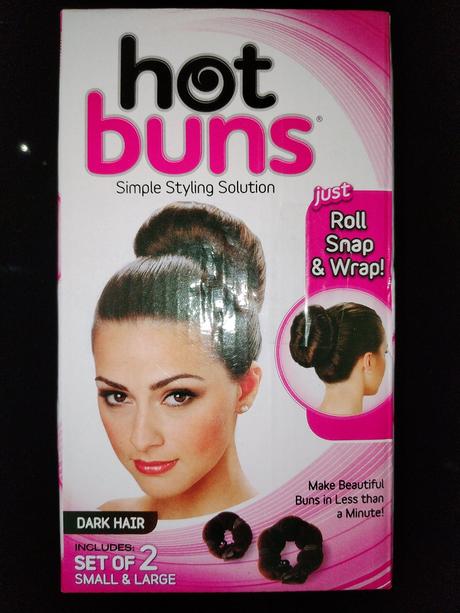 hot
buns®
Simple Styling Solution
just
Roll
Snap
& Wrap!
Make Beautiful
Buns in Less than
a Minute!
DARK HAIR
INCLUDES:
SET OF 2
SMALL & LARGE